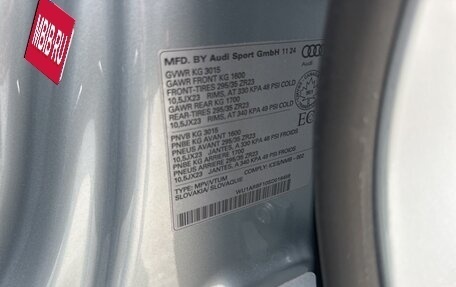 MBIB.RU
MFD. BY Audi Sport GmbH 11 24
Audi
GVWR KG 3015
GAWR FRONT KG 1600
FRONT-TIRES 295/35 ZR23
10,5JX23 RIMS, AT 330 KPA 48 PSI COLD
GAWR REAR KG 1700
REAR-TIRES 295/35 ZR23
10,5JX23 RIMS, AT 340 KPA 49 PSI COLD
EC
PNVB KG 3015
PNBE KG AVANT 1600
PNEUS AVANT 295/35 ZR23
10,5JX23 JANTES, A 330 KPA 48 PSI FROIDS
PNBE KG ARRIERE 1700
PNEUS ARRIERE 295/35 ZR23
10,5JX23 JANTES, A 340 KPA 49 PSI FROIDS
TYPE: MPV/VTUM
SLOVAKIA/ SLOVAQUIE